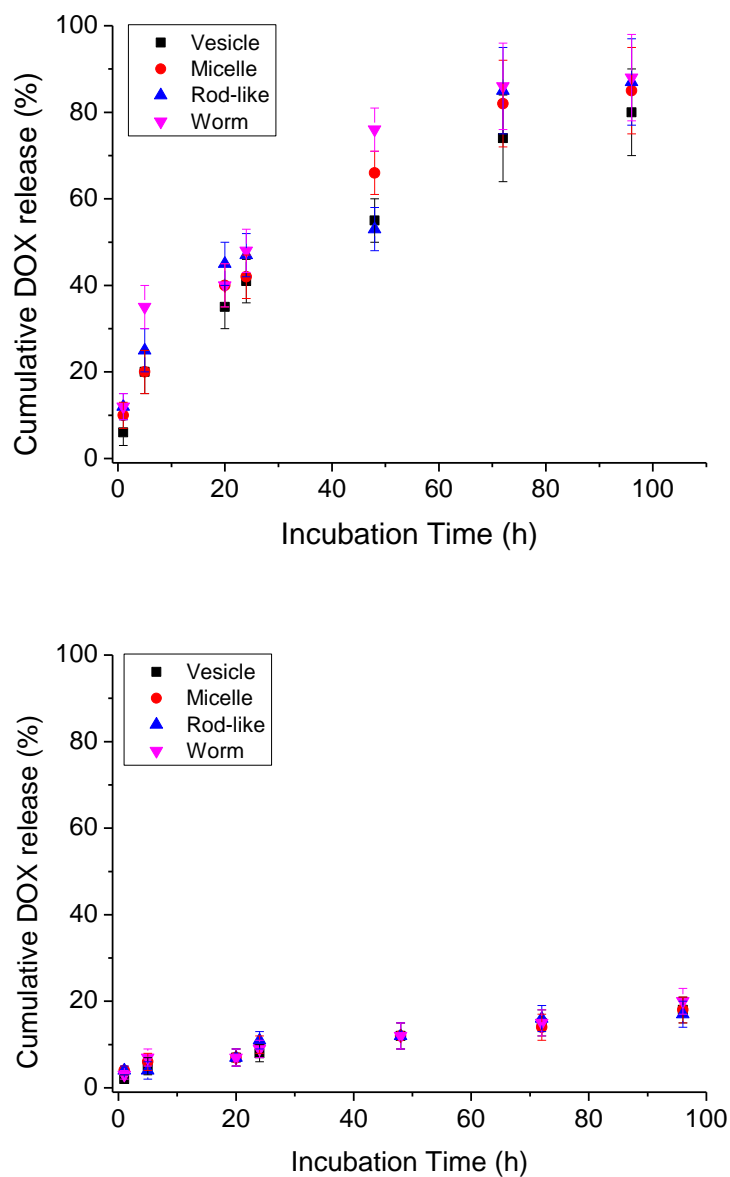 100
80
60
40
20
0
Cumulative DOX release (%)
Vesicle
Micelle
Rod-like
Worm
0 20 40 60 80 100
Incubation Time (h)
100
80
60
40
20
0
Cumulative DOX release (%)
Vesicle
Micelle
Rod-like
Worm
0 20 40 60 80 100
Incubation Time (h)